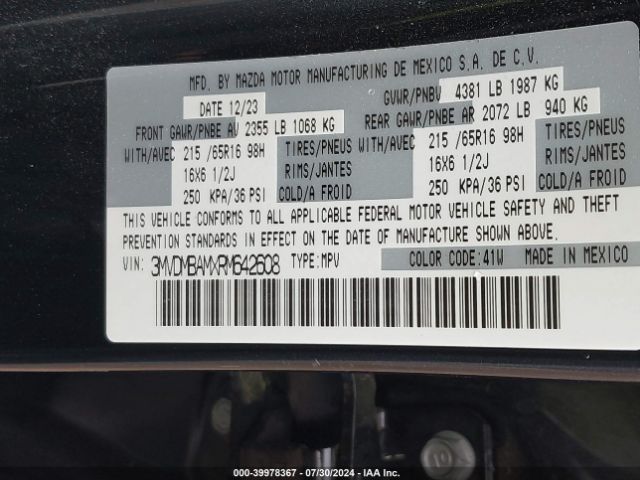 MFD. BY MAZDA MOTOR MANUFACTURING DE MEXICO S.A. DE C.V.
DATE 12/23 GVWR/PNBV 4381 LB 1987 KG
FRONT GAWR/PNBE AV 2355 LB 1068 KG REAR GAWR/PNBE AR 2072 LB 940 KG
WITH/AVEC 215 /65R16 98H TIRES/PNEUS WITH/AVEC 215 /65R16 98H TIRES/PNEUS
16X6 1/2J RIMS/JANTES 16X6 1/2J RIMS/JANTES
250 KPA/36 PSI COLD/A FROID 250 KPA/36 PSI COLD/A FROID
THIS VEHICLE CONFORMS TO ALL APPLICABLE FEDERAL MOTOR VEHICLE SAFETY AND THEFT
PREVENTION STANDARDS IN EFFECT ON THE DATE OF MANUFACTURE SHOWN ABOVE.
VIN: 3MVDMBAMXRM642608 TYPE:MPV COLOR CODE:41W MADE IN MEXICO
000-39978367 - 07/30/2024 - IAA Inc.